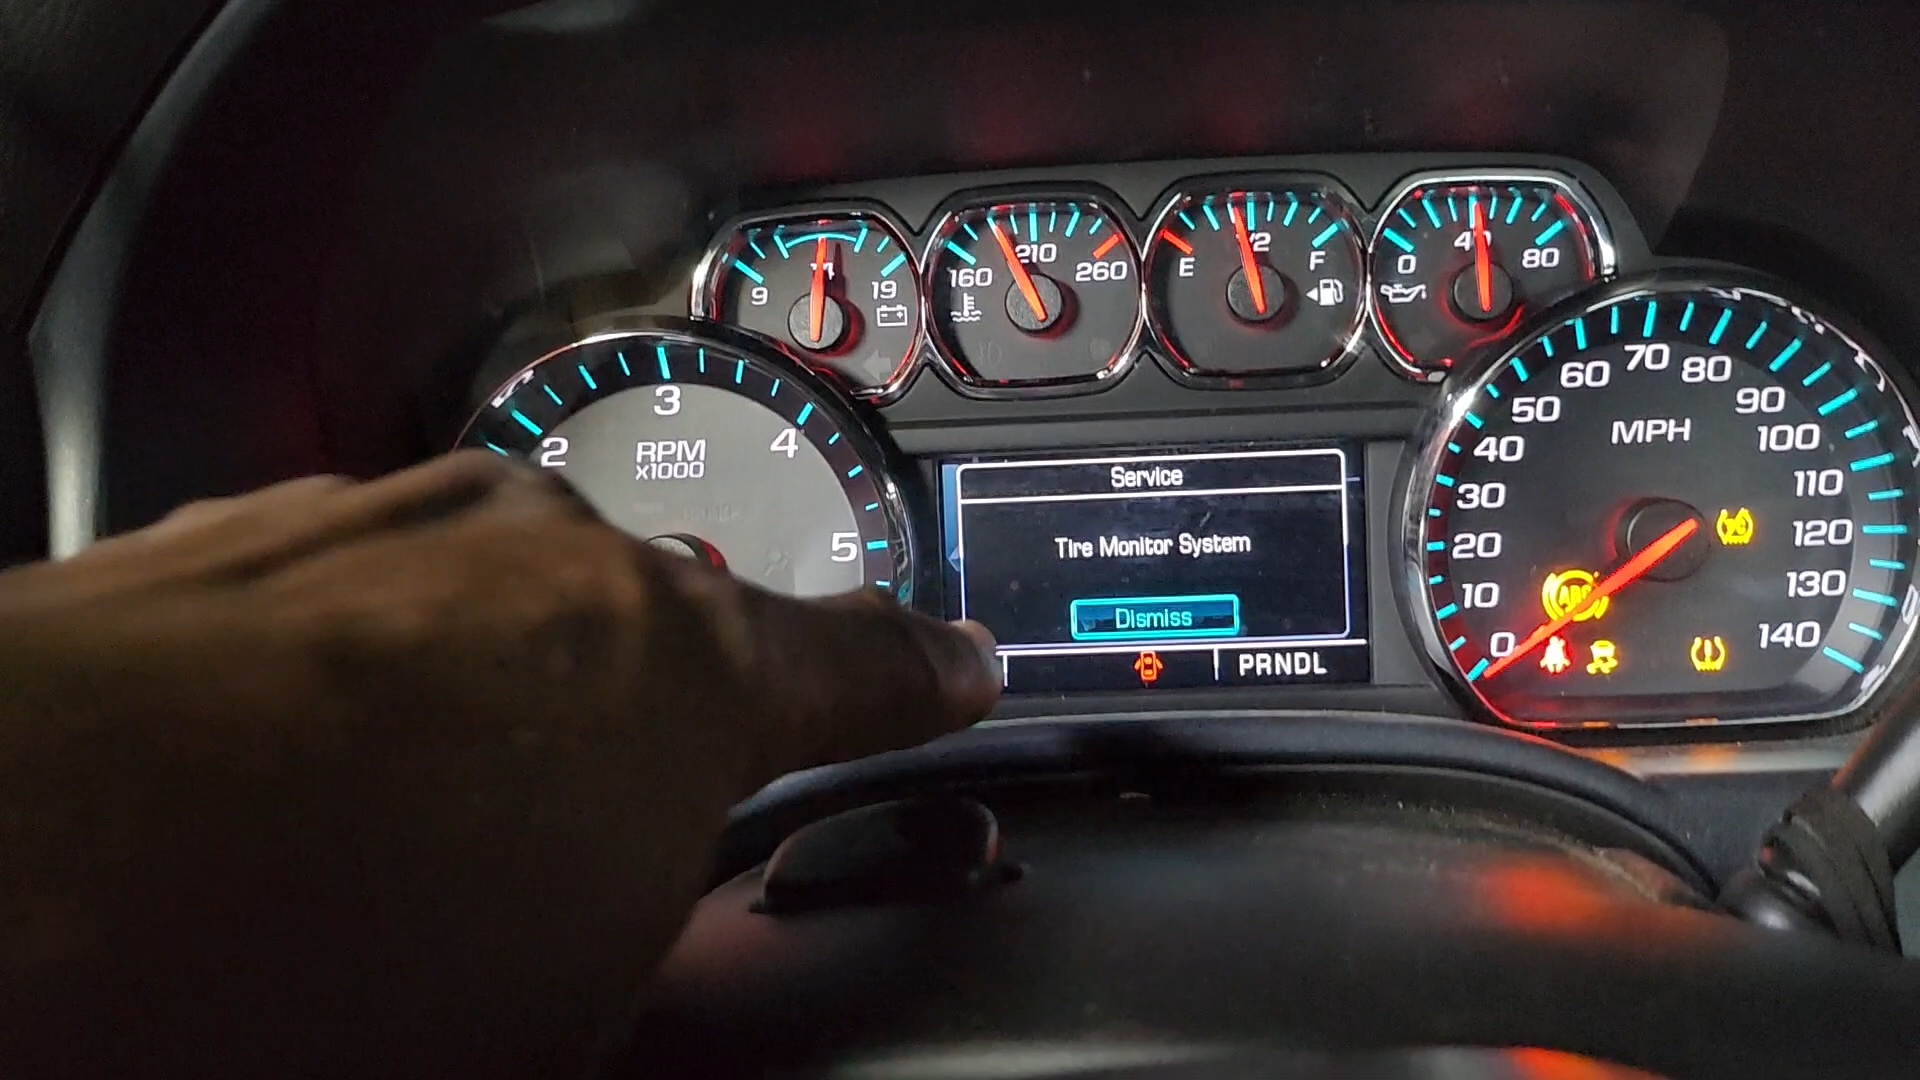 9 14 19
160 210 260
E 1/2 F
0 40 80
2 3 4 5
RPM
x1000
Service
Tire Monitor System
Dismiss
PRNDL
0 10 20 30 40 50 60 70 80 90 100 110 120 130 140
MPH
ABS